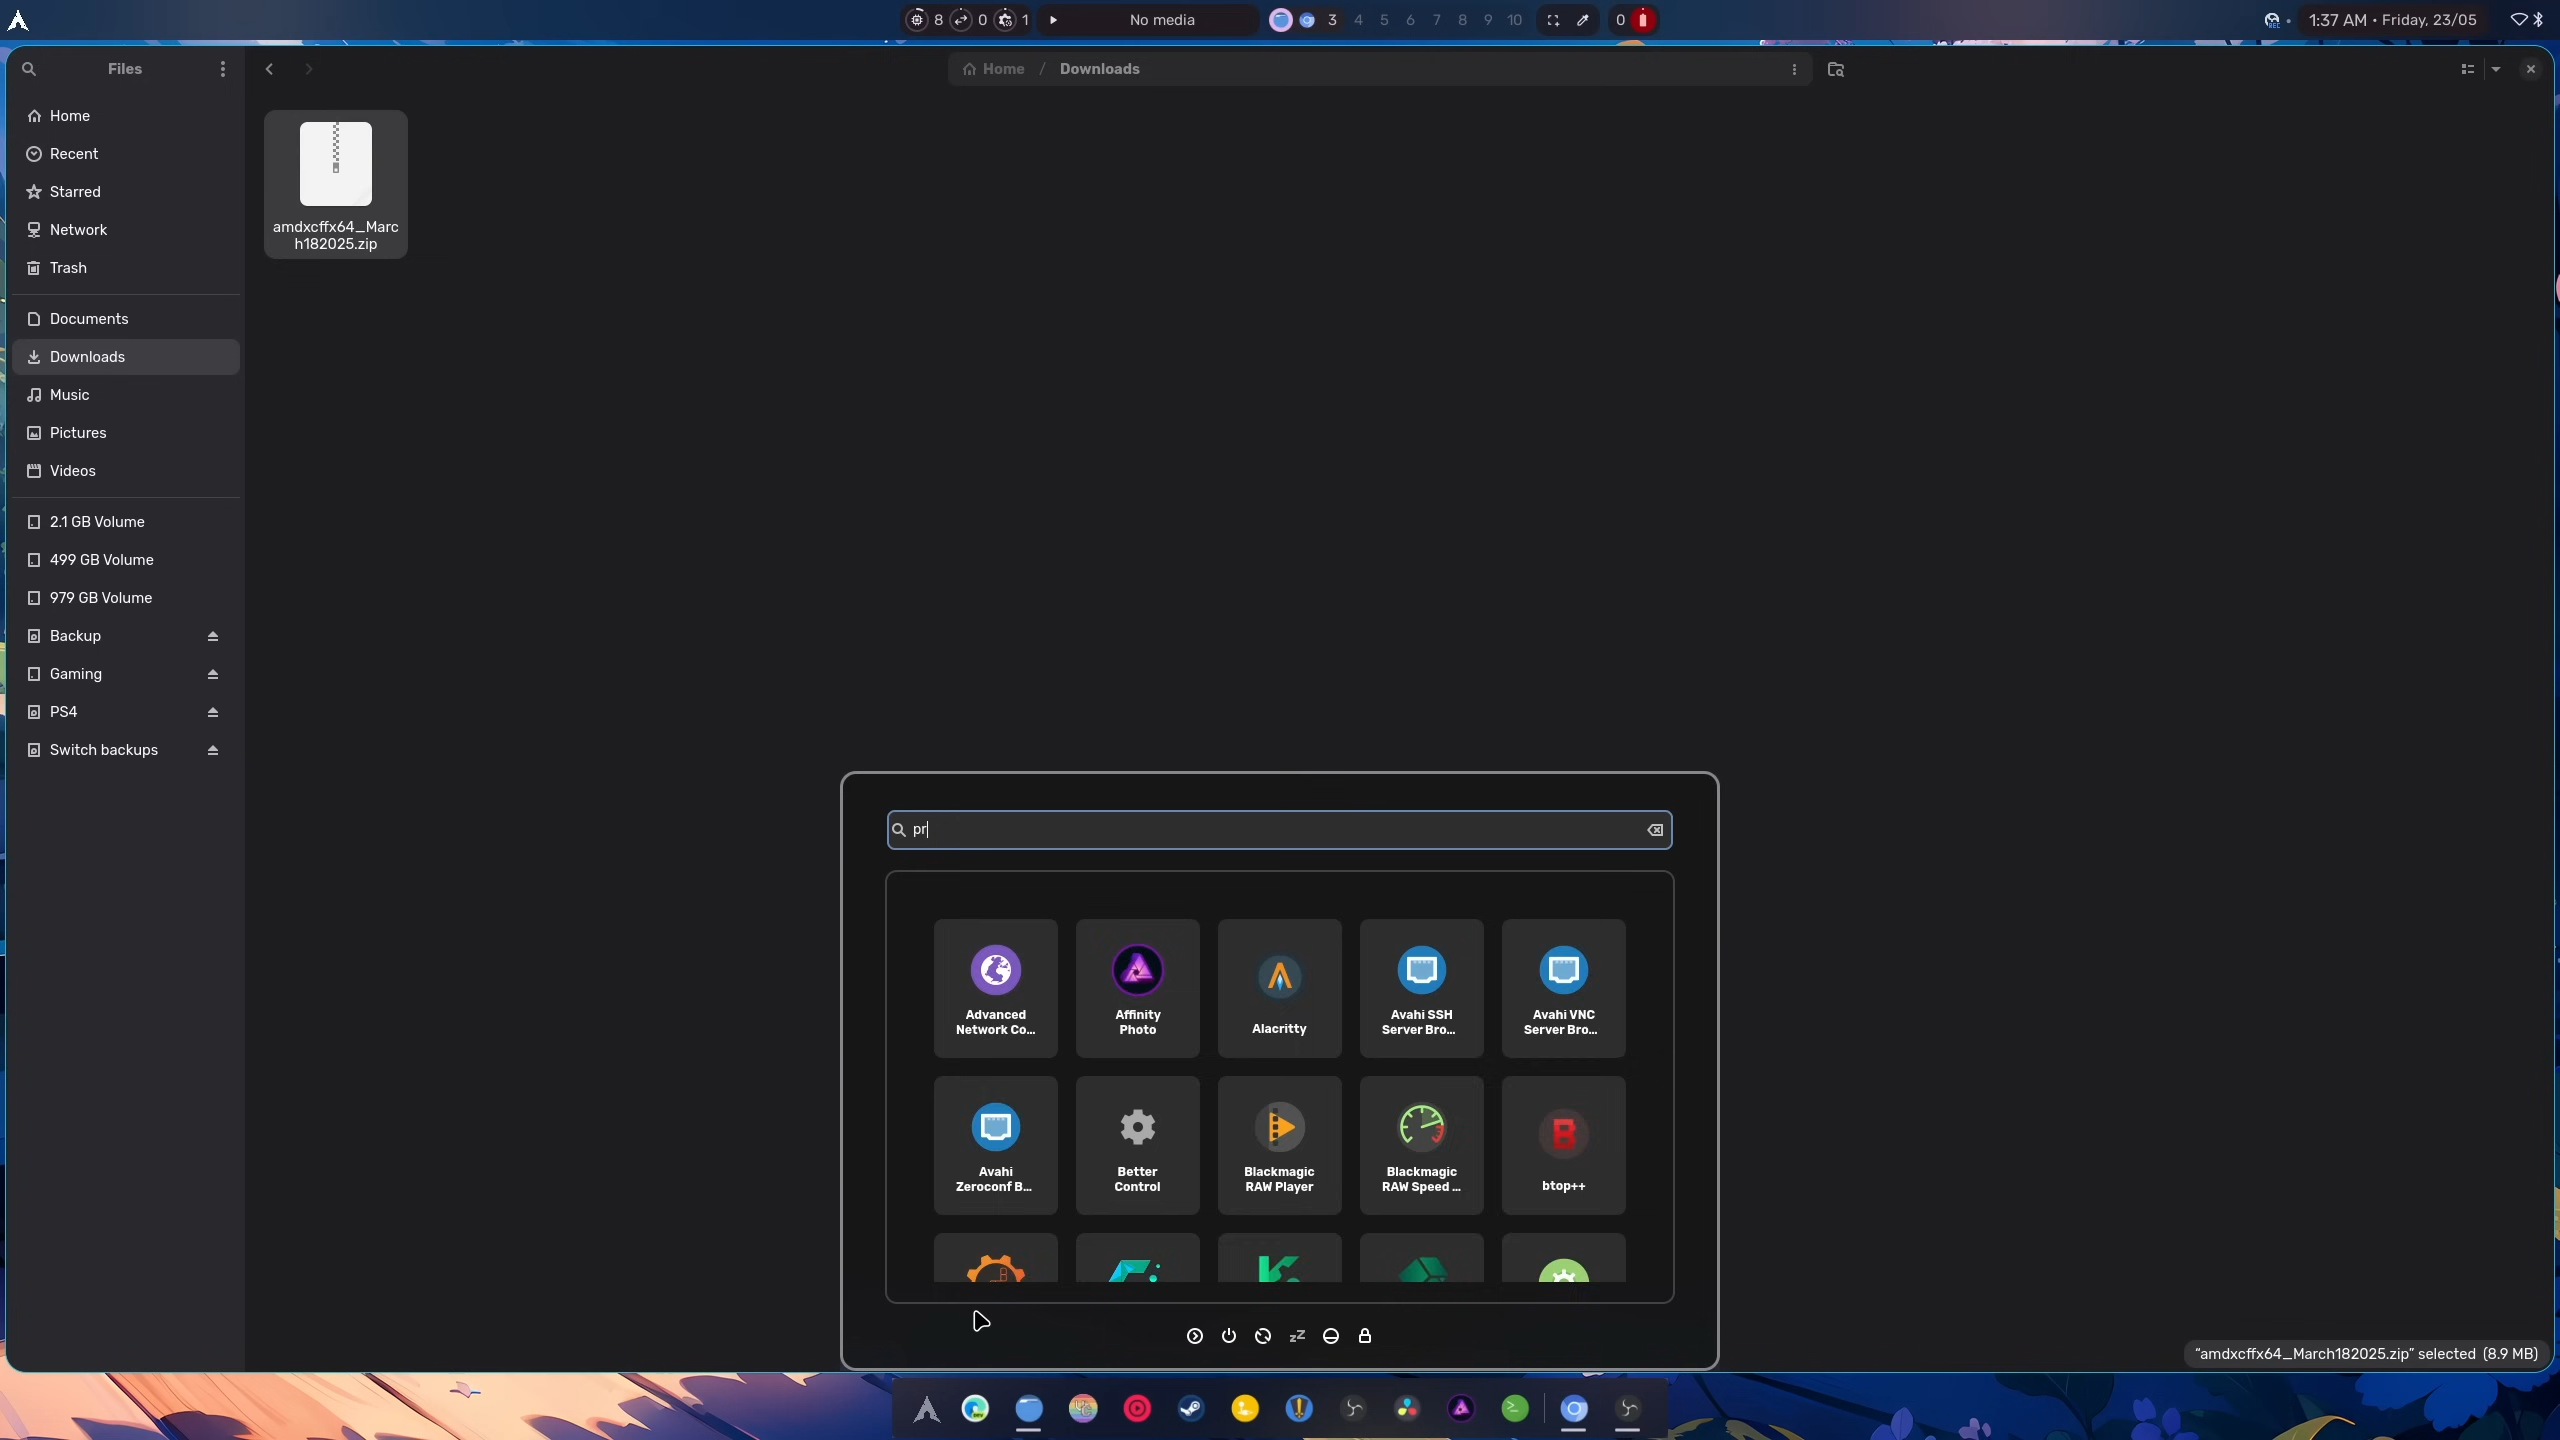 8
0
1
No media
3
4
5
6
7
8
9
10
0
1:37 AM • Friday, 23/05
Files
Home / Downloads
Home
Recent
Starred
Network
Trash
Documents
Downloads
Music
Pictures
Videos
2.1 GB Volume
499 GB Volume
979 GB Volume
Backup
Gaming
PS4
Switch backups
amdxcffx64_Marc
h182025.zip
pr
Advanced
Network Co...
Affinity
Photo
Alacritty
Avahi SSH
Server Bro...
Avahi VNC
Server Bro...
Avahi
Zeroconf B...
Better
Control
Blackmagic
RAW Player
Blackmagic
RAW Speed ...
btop++
zZ
"amdxcffx64_March182025.zip" selected (8.9 MB)